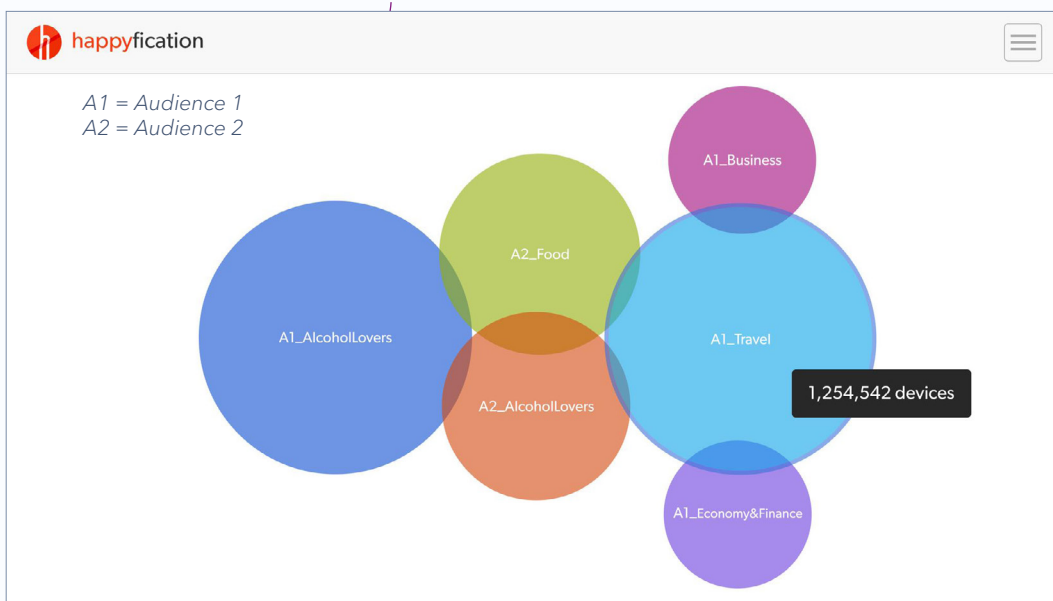 happyfication
A1 = Audience 1
A2 = Audience 2
A1_Business
A2_Food
A1_AlcoholLovers
A1_Travel
1,254,542 devices
A2_AlcoholLovers
A1_Economy&Finance